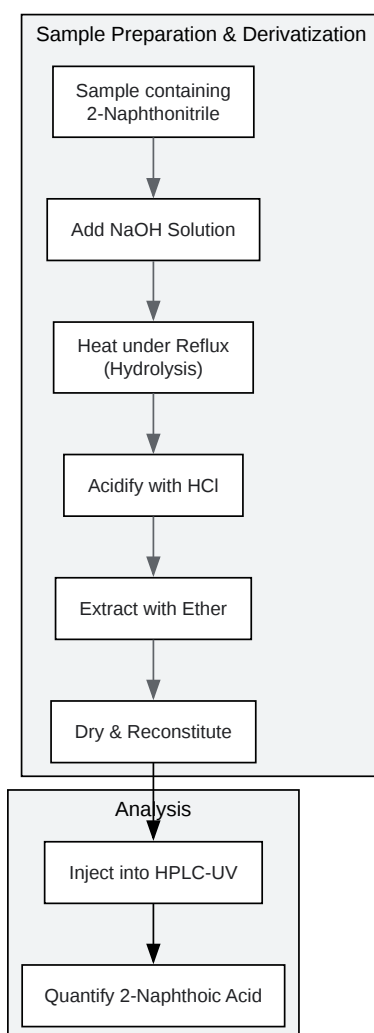 Sample Preparation & Derivatization
Sample containing
2-Naphthonitrile
Add NaOH Solution
Heat under Reflux
(Hydrolysis)
Acidify with HCl
Extract with Ether
Dry & Reconstitute
Analysis
Inject into HPLC-UV
Quantify 2-Naphthoic Acid